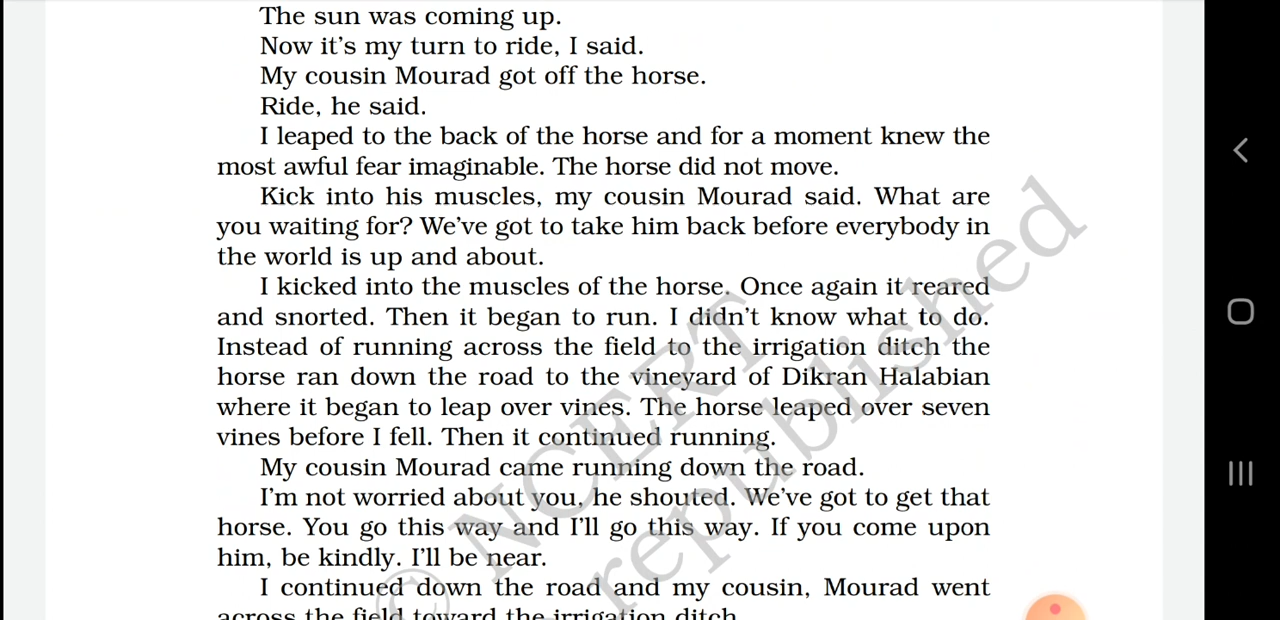 The sun was coming up.
Now it's my turn to ride, I said.
My cousin Mourad got off the horse.
Ride, he said.
I leaped to the back of the horse and for a moment knew the
most awful fear imaginable. The horse did not move.
Kick into his muscles, my cousin Mourad said. What are
you waiting for? We've got to take him back before everybody in
the world is up and about.
I kicked into the muscles of the horse. Once again it reared
and snorted. Then it began to run. I didn't know what to do.
Instead of running across the field to the irrigation ditch the
horse ran down the road to the vineyard of Dikran Halabian
where it began to leap over vines. The horse leaped over seven
vines before I fell. Then it continued running.
My cousin Mourad came running down the road.
I'm not worried about you, he shouted. We've got to get that
horse. You go this way and I'll go this way. If you come upon
him, be kindly. I'll be near.
I continued down the road and my cousin, Mourad went
across the field toward the irrigation ditch.
© NCERT
republished